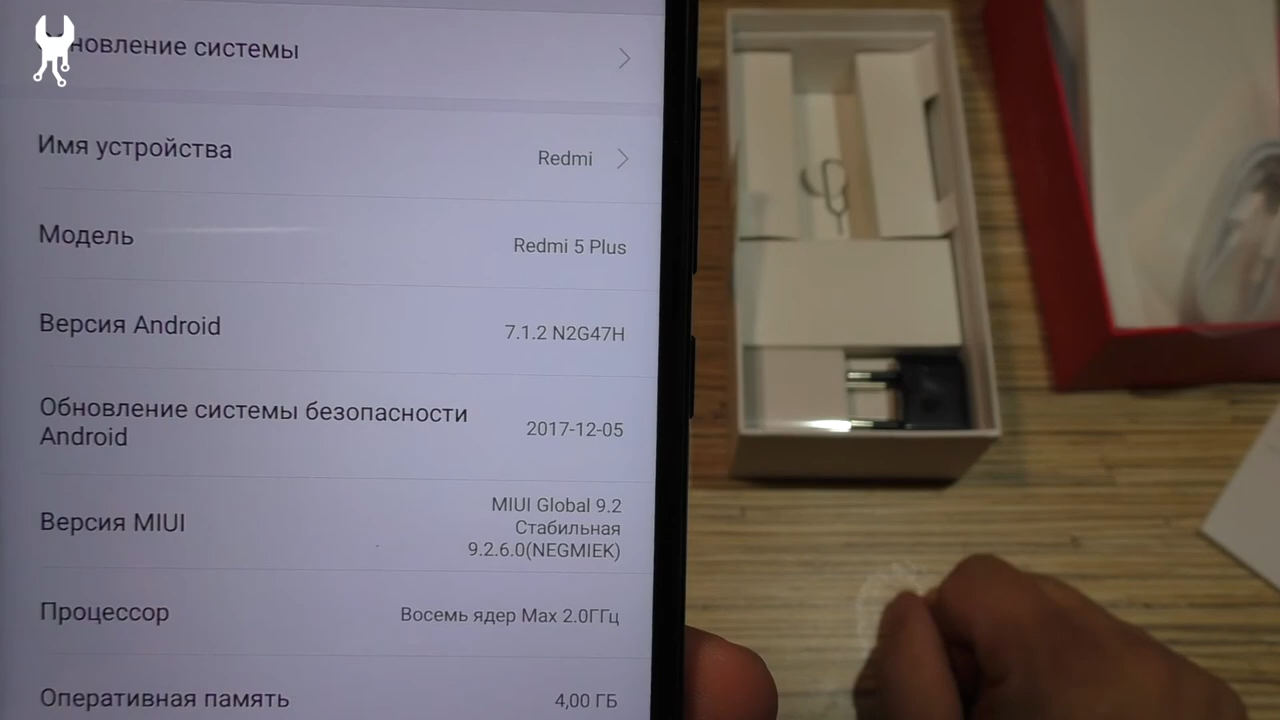 новление системы
Имя устройства
Redmi
Модель
Redmi 5 Plus
Версия Android
7.1.2 N2G47H
Обновление системы безопасности
Android
2017-12-05
Версия MIUI
MIUI Global 9.2
Стабильная
9.2.6.0(NEGMIEK)
Процессор
Восемь ядер Max 2.0ГГц
Оперативная память
4,00 ГБ